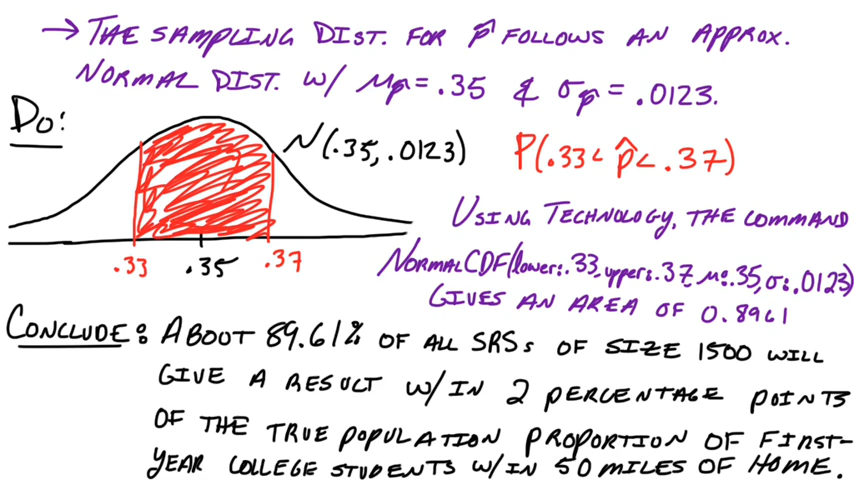 → THE SAMPLING DIST. FOR p̂ FOLLOWS AN APPROX.
NORMAL DIST. W/ μp̂ = .35 & σp̂ = .0123.
DO:
N(.35, .0123)
P(.33 < p̂ < .37)
.33 .35 .37
USING TECHNOLOGY, THE COMMAND
NORMALCDF(lower: .33, upper: .37, μ: .35, σ: .0123)
GIVES AN AREA OF 0.8961
CONCLUDE: ABOUT 89.61% OF ALL SRSs OF SIZE 1500 WILL
GIVE A RESULT W/IN 2 PERCENTAGE POINTS
OF THE TRUE POPULATION PROPORTION OF FIRST-
YEAR COLLEGE STUDENTS W/IN 50 MILES OF HOME.